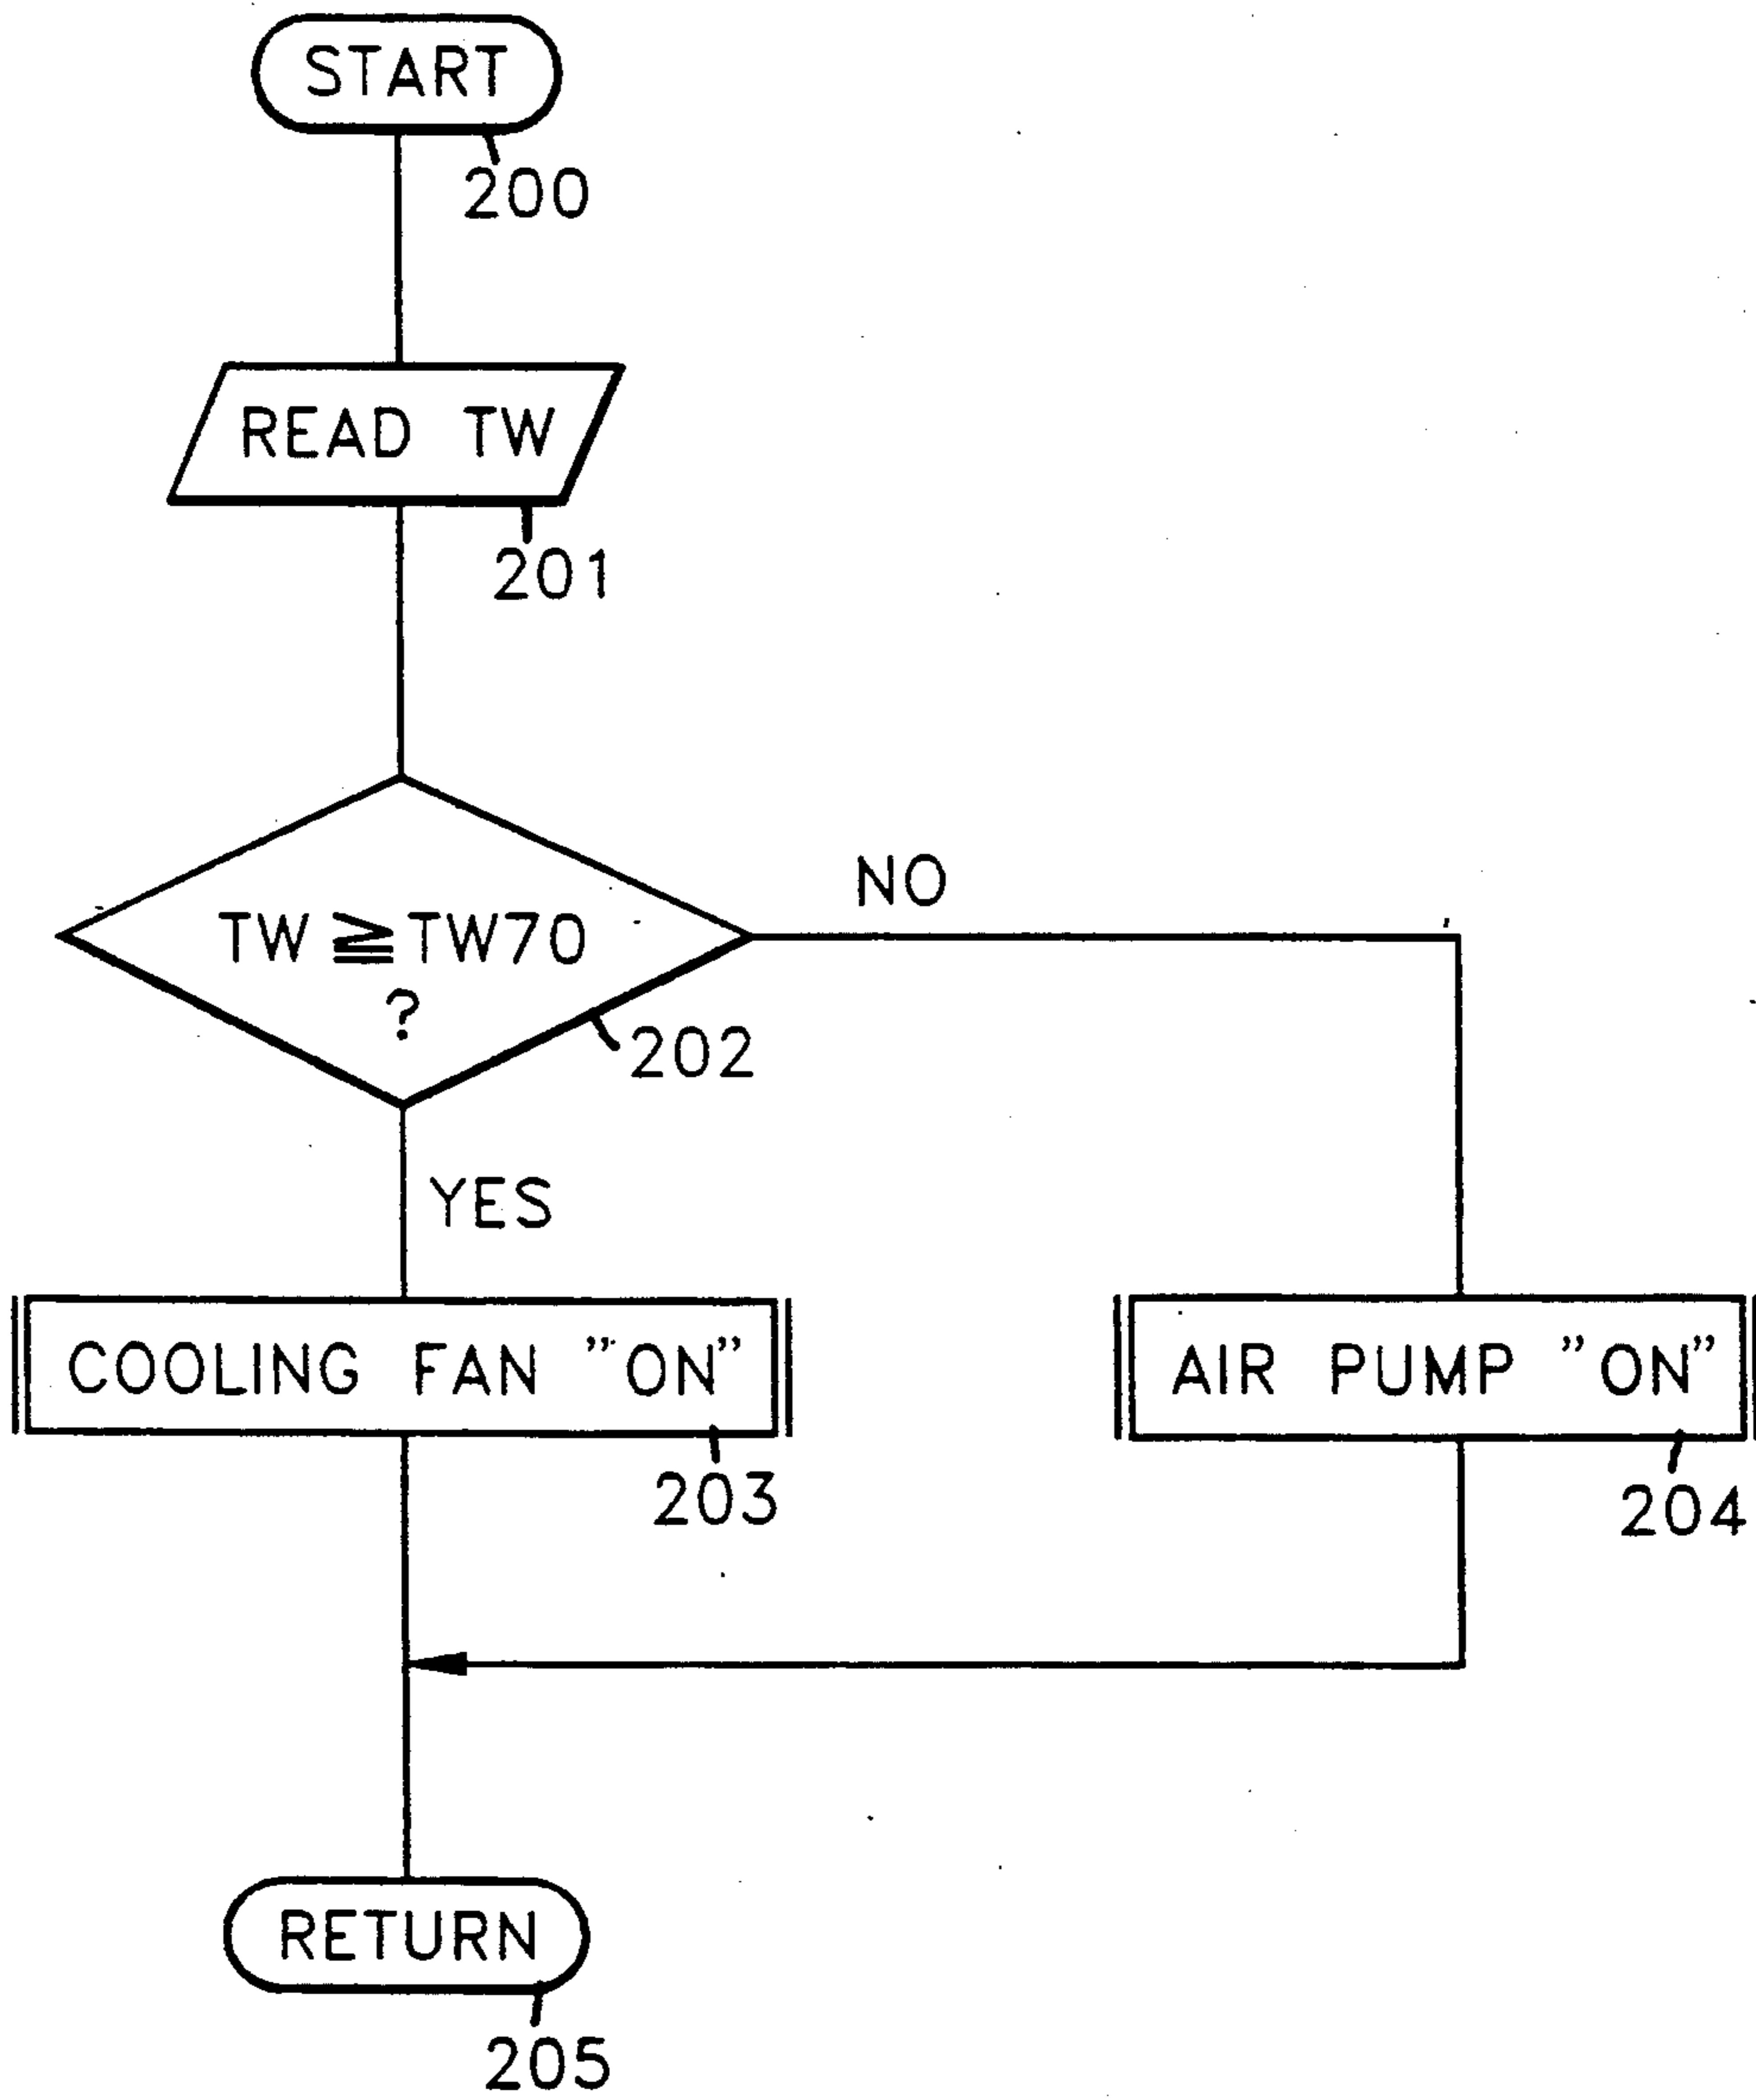 START
200
READ TW
201
TW ≧ TW70
?
202
NO
YES
COOLING FAN "ON"
203
AIR PUMP "ON"
204
RETURN
205